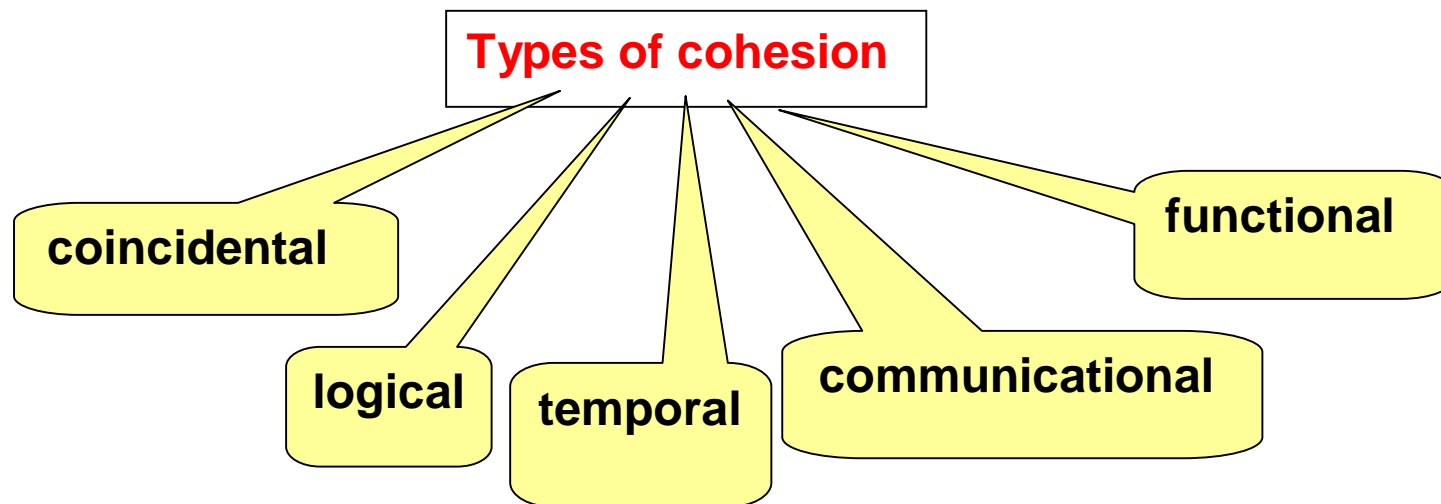 Types of cohesion
coincidental
logical
temporal
communicational
functional